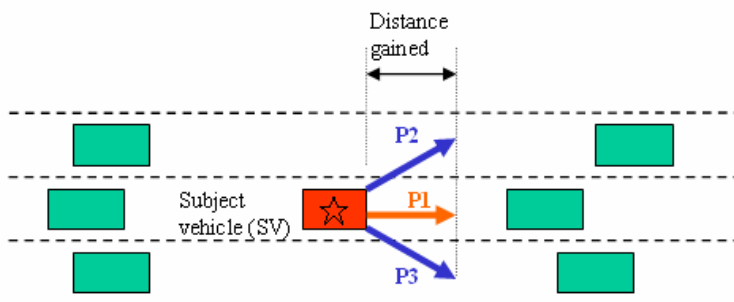 Distance
gained
P2
Subject
vehicle (SV)
P1
P3